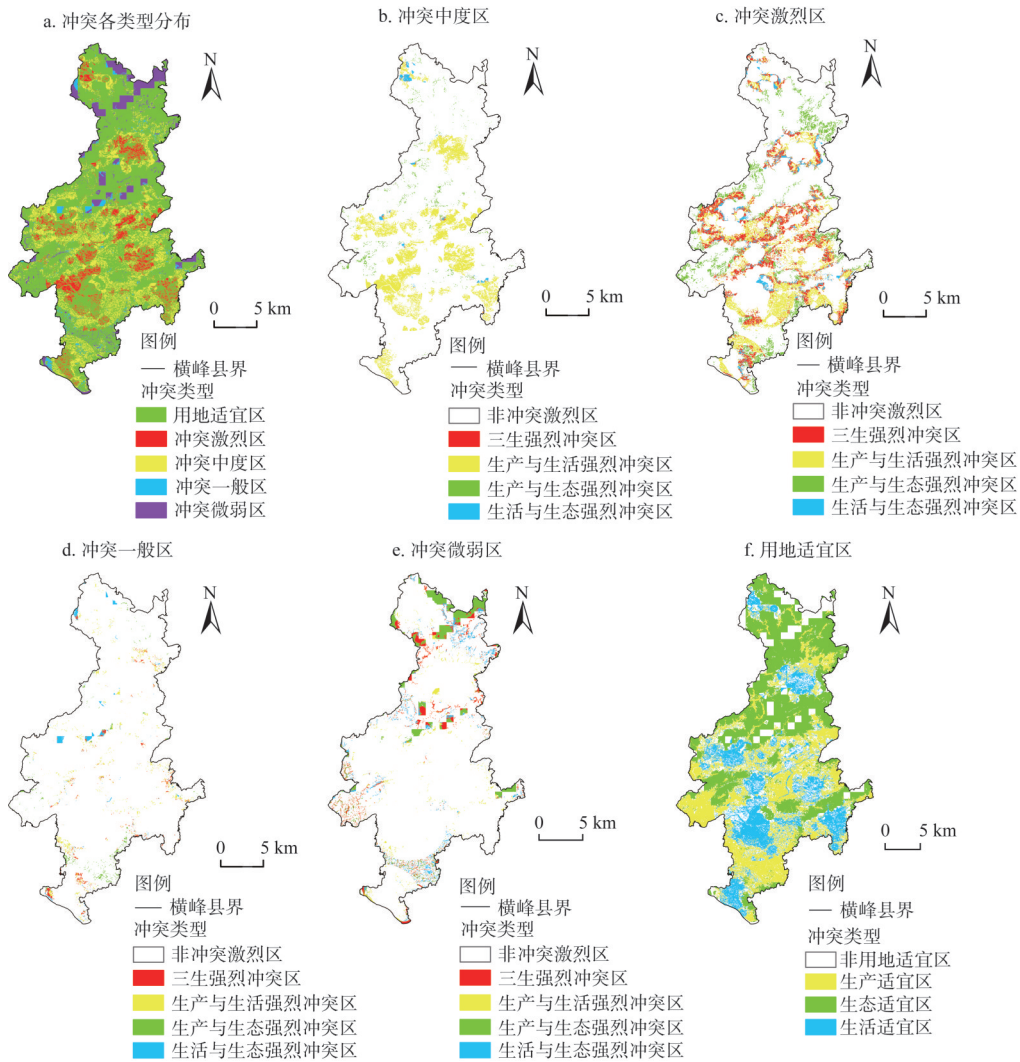 a. 冲突各类型分布
N
0 5 km
图例
横峰县界
冲突类型
用地适宜区
冲突激烈区
冲突中度区
冲突一般区
冲突微弱区
b. 冲突中度区
N
0 5 km
图例
横峰县界
冲突类型
非冲突激烈区
三生强烈冲突区
生产与生活强烈冲突区
生产与生态强烈冲突区
生活与生态强烈冲突区
c. 冲突激烈区
N
0 5 km
图例
横峰县界
冲突类型
非冲突激烈区
三生强烈冲突区
生产与生活强烈冲突区
生产与生态强烈冲突区
生活与生态强烈冲突区
d. 冲突一般区
N
0 5 km
图例
横峰县界
冲突类型
非冲突激烈区
三生强烈冲突区
生产与生活强烈冲突区
生产与生态强烈冲突区
生活与生态强烈冲突区
e. 冲突微弱区
N
0 5 km
图例
横峰县界
冲突类型
非冲突激烈区
三生强烈冲突区
生产与生活强烈冲突区
生产与生态强烈冲突区
生活与生态强烈冲突区
f. 用地适宜区
N
0 5 km
图例
横峰县界
冲突类型
非用地适宜区
生产适宜区
生态适宜区
生活适宜区